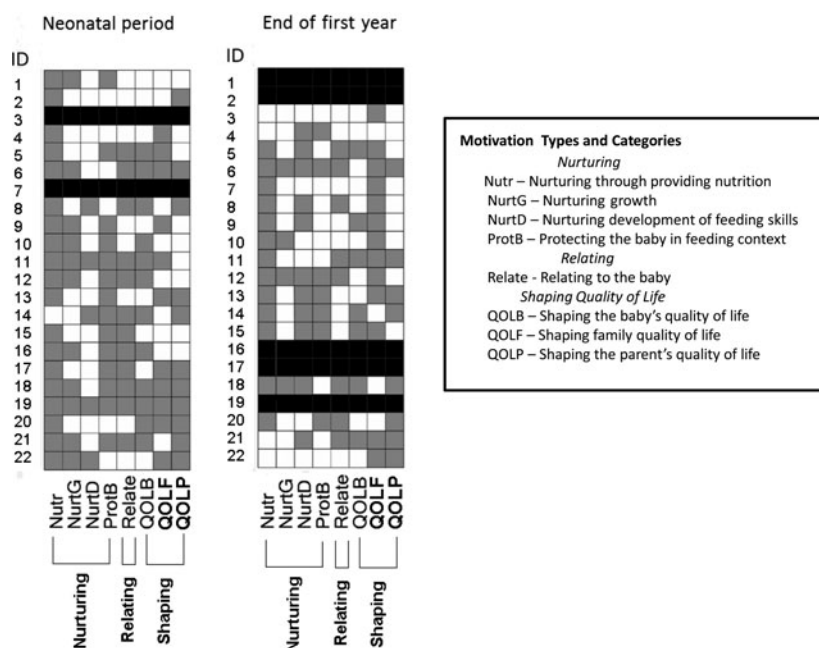 Neonatal period
ID
1
2
3
4
5
6
7
8
9
10
11
12
13
14
15
16
17
18
19
20
21
22
Nutr
NurtG
NurtD
ProtB
Relate
QOLB
QOLF
QOLP
Nurturing
Relating
Shaping
End of first year
ID
1
2
3
4
5
6
7
8
9
10
11
12
13
14
15
16
17
18
19
20
21
22
Nutr
NurtG
NurtD
ProtB
Relate
QOLB
QOLF
QOLP
Nurturing
Relating
Shaping
Motivation Types and Categories
Nurturing
Nutr – Nurturing through providing nutrition
NurtG – Nurturing growth
NurtD – Nurturing development of feeding skills
ProtB – Protecting the baby in feeding context
Relating
Relate - Relating to the baby
Shaping Quality of Life
QOLB – Shaping the baby's quality of life
QOLF – Shaping family quality of life
QOLP – Shaping the parent's quality of life